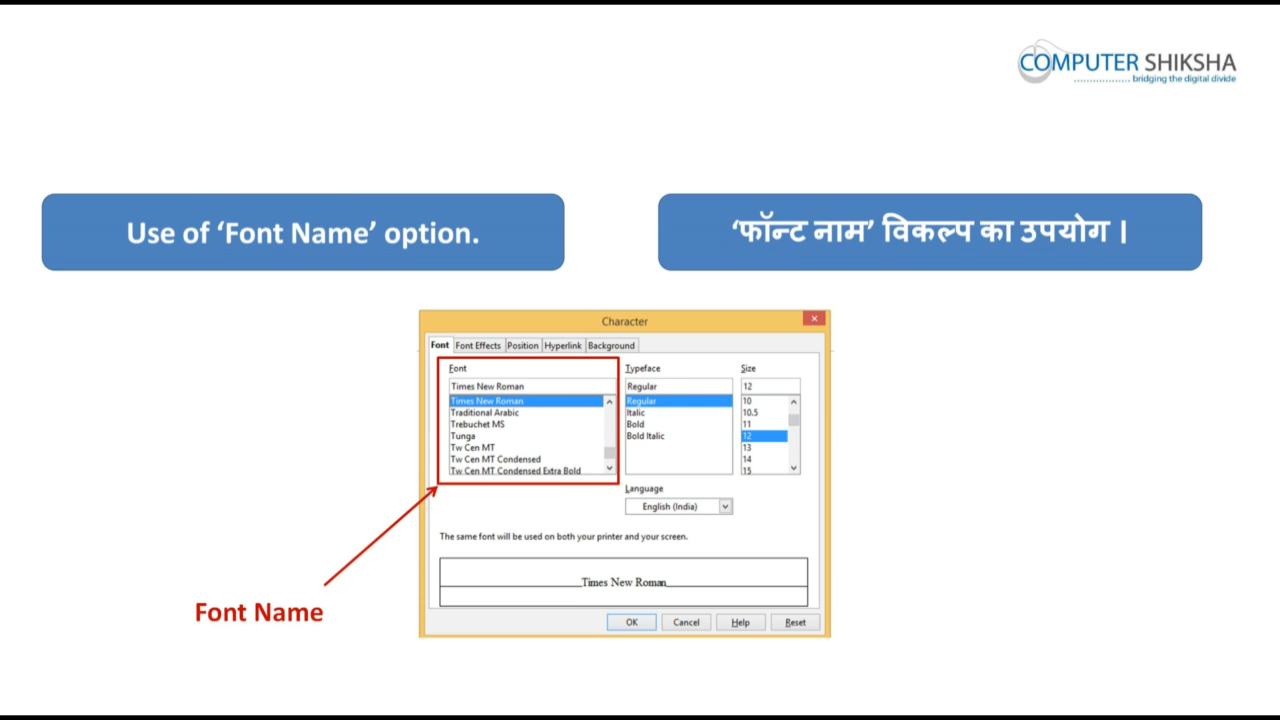 COMPUTER SHIKSHA
.................. bridging the digital divide
Use of ‘Font Name’ option.
‘फॉन्ट नाम’ विकल्प का उपयोग |
Character
Font Font Effects Position Hyperlink Background
Font
Times New Roman
Times New Roman
Traditional Arabic
Trebuchet MS
Tunga
Tw Cen MT
Tw Cen MT Condensed
Tw Cen MT Condensed Extra Bold
Typeface
Regular
Regular
Italic
Bold
Bold Italic
Size
12
10
10.5
11
12
13
14
15
Language
English (India)
The same font will be used on both your printer and your screen.
Times New Roman
OK Cancel Help Reset
Font Name